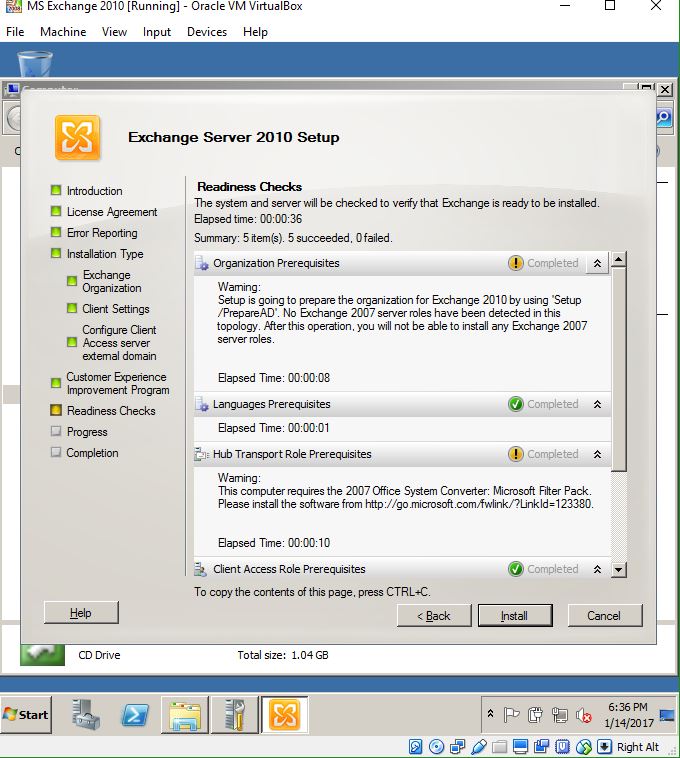 MS Exchange 2010 [Running] - Oracle VM VirtualBox
File Machine View Input Devices Help
Exchange Server 2010 Setup
Introduction
License Agreement
Error Reporting
Installation Type
Exchange
Organization
Client Settings
Configure Client
Access server
external domain
Customer Experience
Improvement Program
Readiness Checks
Progress
Completion
Readiness Checks
The system and server will be checked to verify that Exchange is ready to be installed.
Elapsed time: 00:00:36
Summary: 5 item(s). 5 succeeded, 0 failed.
Organization Prerequisites Completed
Warning:
Setup is going to prepare the organization for Exchange 2010 by using 'Setup
/PrepareAD'. No Exchange 2007 server roles have been detected in this
topology. After this operation, you will not be able to install any Exchange 2007
server roles.
Elapsed Time: 00:00:08
Languages Prerequisites Completed
Elapsed Time: 00:00:01
Hub Transport Role Prerequisites Completed
Warning:
This computer requires the 2007 Office System Converter: Microsoft Filter Pack.
Please install the software from http://go.microsoft.com/fwlink/?LinkId=123380.
Elapsed Time: 00:00:10
Client Access Role Prerequisites Completed
To copy the contents of this page, press CTRL+C.
Help < Back Install Cancel
CD Drive Total size: 1.04 GB
Start
6:36 PM
1/14/2017
Right Alt